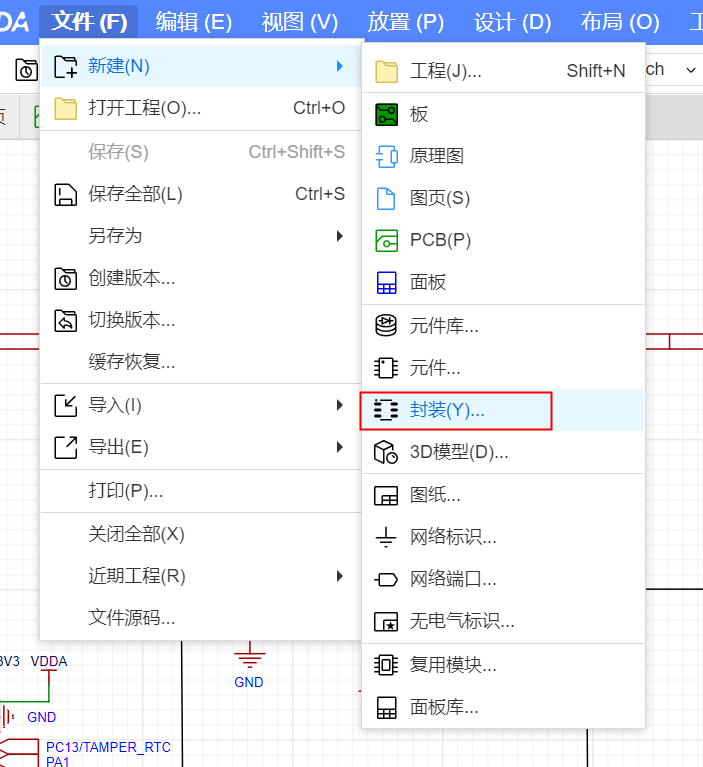 DA 文件 (F) 编辑 (E) 视图 (V) 放置 (P) 设计 (D) 布局 (O) 工
新建(N)
打开工程(O)... Ctrl+O
保存(S) Ctrl+Shift+S
保存全部(L) Ctrl+S
另存为
创建版本...
切换版本...
缓存恢复...
导入(I)
导出(E)
打印(P)...
关闭全部(X)
近期工程(R)
文件源码...
工程(J)... Shift+N
板
原理图
图页(S)
PCB(P)
面板
元件库...
元件...
封装(Y)...
3D模型(D)...
图纸...
网络标识...
网络端口...
无电气标识...
复用模块...
面板库...
ch
页
3V3 VDDA
GND
GND
PC13/TAMPER_RTC
PA1